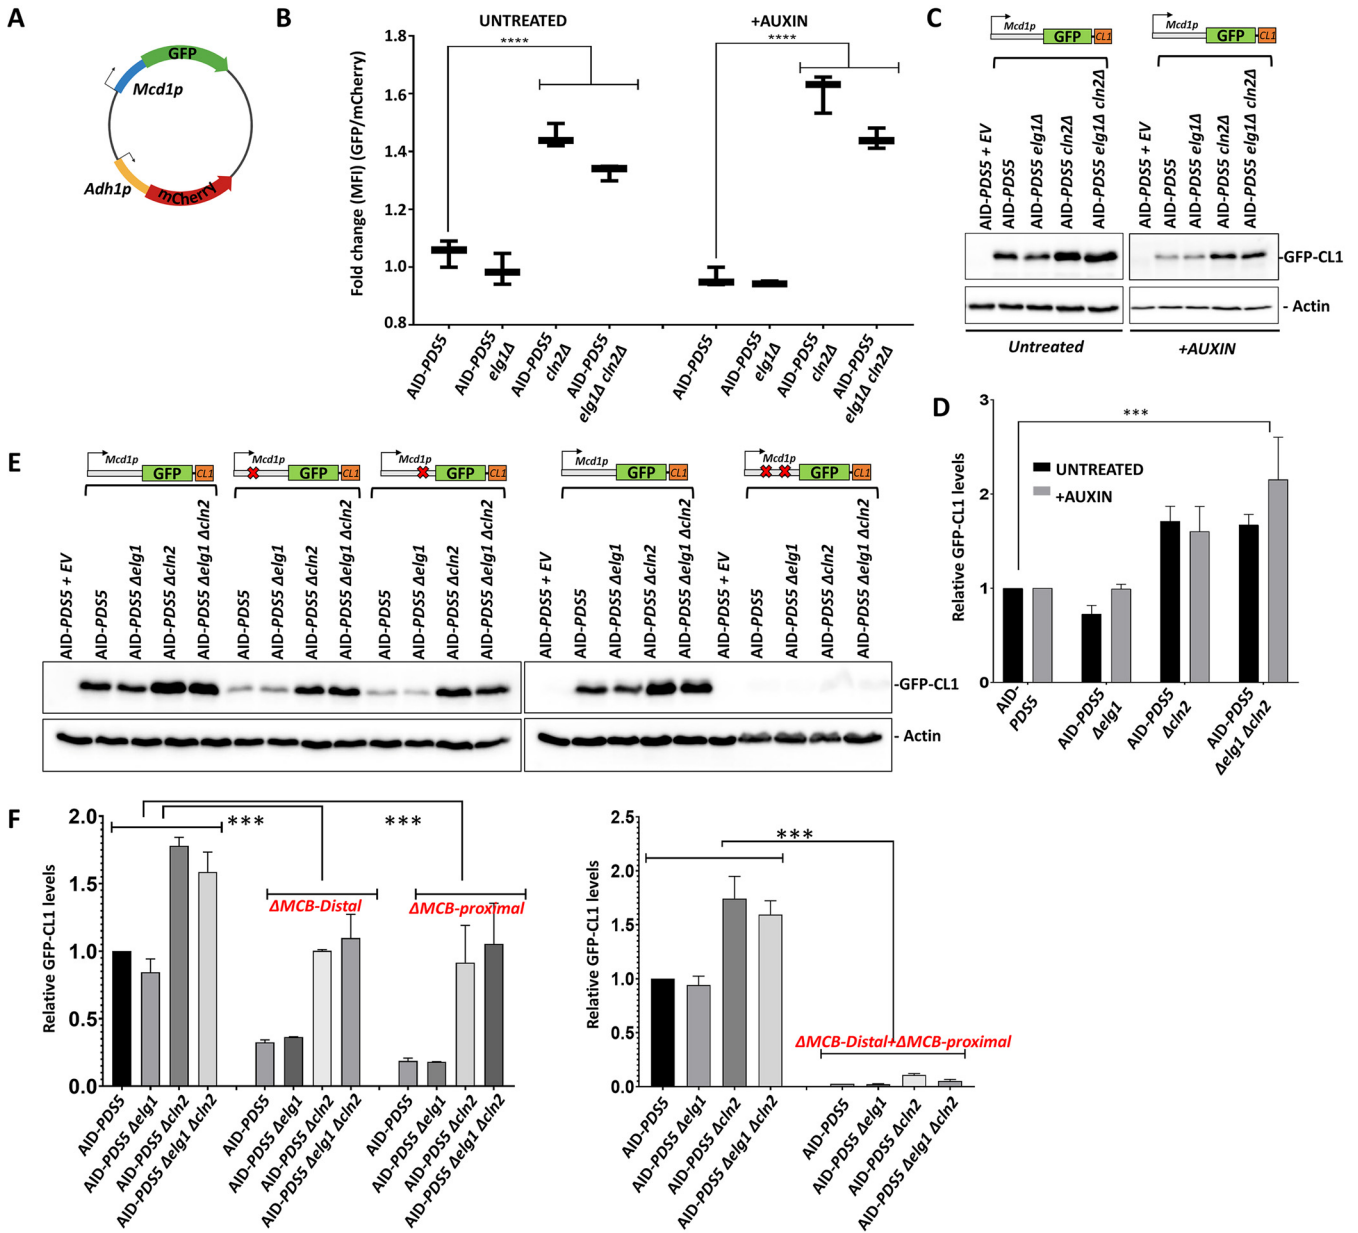 A
GFP
Mcd1p
Adh1p
mCherry
B
UNTREATED
+AUXIN
****
****
Fold change (MFI) (GFP/mCherry)
1.8
1.6
1.4
1.2
1.0
0.8
AID-PDS5
AID-PDS5
elg1Δ
AID-PDS5
cln2Δ
AID-PDS5
elg1Δ cln2Δ
AID-PDS5
AID-PDS5
elg1Δ
AID-PDS5
cln2Δ
AID-PDS5
elg1Δ cln2Δ
C
Mcd1p
GFP
CL1
Mcd1p
GFP
CL1
AID-PDS5 + EV
AID-PDS5
AID-PDS5 elg1Δ
AID-PDS5 cln2Δ
AID-PDS5 elg1Δ cln2Δ
AID-PDS5 + EV
AID-PDS5
AID-PDS5 elg1Δ
AID-PDS5 cln2Δ
AID-PDS5 elg1Δ cln2Δ
-GFP-CL1
- Actin
Untreated
+AUXIN
D
***
UNTREATED
+AUXIN
Relative GFP-CL1 levels
3
2
1
0
AID-
PDS5
AID-PDS5
Δelg1
AID-PDS5
Δcln2
AID-PDS5
Δelg1 Δcln2
E
Mcd1p
GFP
CL1
Mcd1p
GFP
CL1
Mcd1p
GFP
CL1
Mcd1p
GFP
CL1
Mcd1p
GFP
CL1
AID-PDS5 + EV
AID-PDS5
AID-PDS5 Δelg1
AID-PDS5 Δcln2
AID-PDS5 Δelg1 Δcln2
AID-PDS5
AID-PDS5 Δelg1
AID-PDS5 Δcln2
AID-PDS5 Δelg1 Δcln2
AID-PDS5
AID-PDS5 Δelg1
AID-PDS5 Δcln2
AID-PDS5 Δelg1 Δcln2
AID-PDS5 + EV
AID-PDS5
AID-PDS5 Δelg1
AID-PDS5 Δcln2
AID-PDS5 Δelg1 Δcln2
AID-PDS5 + EV
AID-PDS5
AID-PDS5 Δelg1
AID-PDS5 Δcln2
AID-PDS5 Δelg1 Δcln2
-GFP-CL1
- Actin
F
***
***
ΔMCB-Distal
ΔMCB-proximal
Relative GFP-CL1 levels
2.0
1.5
1.0
0.5
0.0
AID-PDS5
AID-PDS5 Δelg1
AID-PDS5 Δcln2
AID-PDS5 Δelg1 Δcln2
AID-PDS5
AID-PDS5 Δelg1
AID-PDS5 Δcln2
AID-PDS5 Δelg1 Δcln2
AID-PDS5
AID-PDS5 Δelg1
AID-PDS5 Δcln2
AID-PDS5 Δelg1 Δcln2
***
ΔMCB-Distal+ΔMCB-proximal
Relative GFP-CL1 levels
2.5
2.0
1.5
1.0
0.5
0.0
AID-PDS5
AID-PDS5 Δelg1
AID-PDS5 Δcln2
AID-PDS5 Δelg1 Δcln2
AID-PDS5
AID-PDS5 Δelg1
AID-PDS5 Δcln2
AID-PDS5 Δelg1 Δcln2